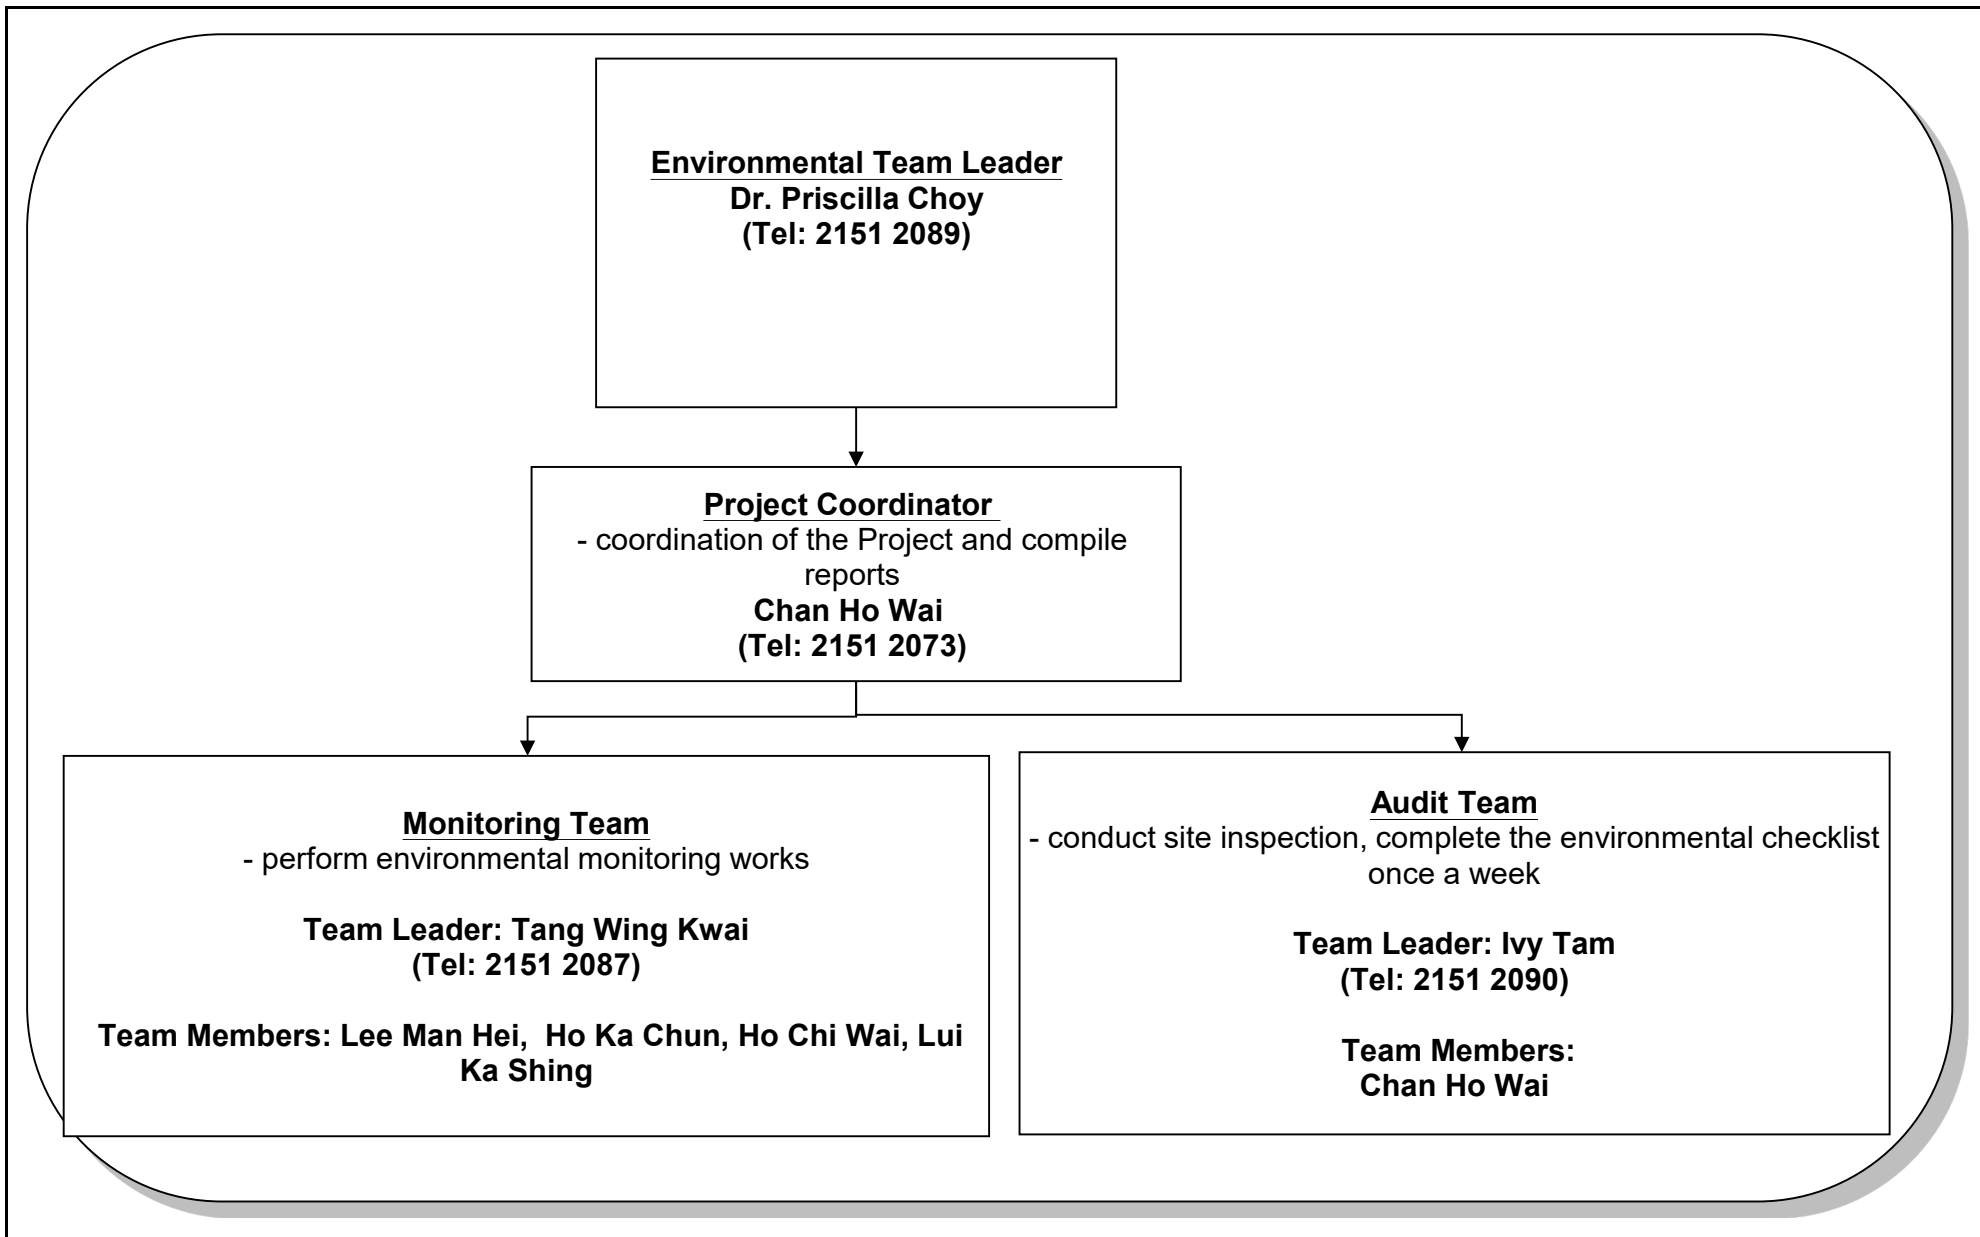 Environmental Team Leader
Dr. Priscilla Choy
(Tel: 2151 2089)
Project Coordinator
- coordination of the Project and compile
reports
Chan Ho Wai
(Tel: 2151 2073)
Monitoring Team
- perform environmental monitoring works
Team Leader: Tang Wing Kwai
(Tel: 2151 2087)
Team Members: Lee Man Hei,  Ho Ka Chun, Ho Chi Wai, Lui
Ka Shing
Audit Team
- conduct site inspection, complete the environmental checklist
once a week
Team Leader: Ivy Tam
(Tel: 2151 2090)
Team Members:
Chan Ho Wai